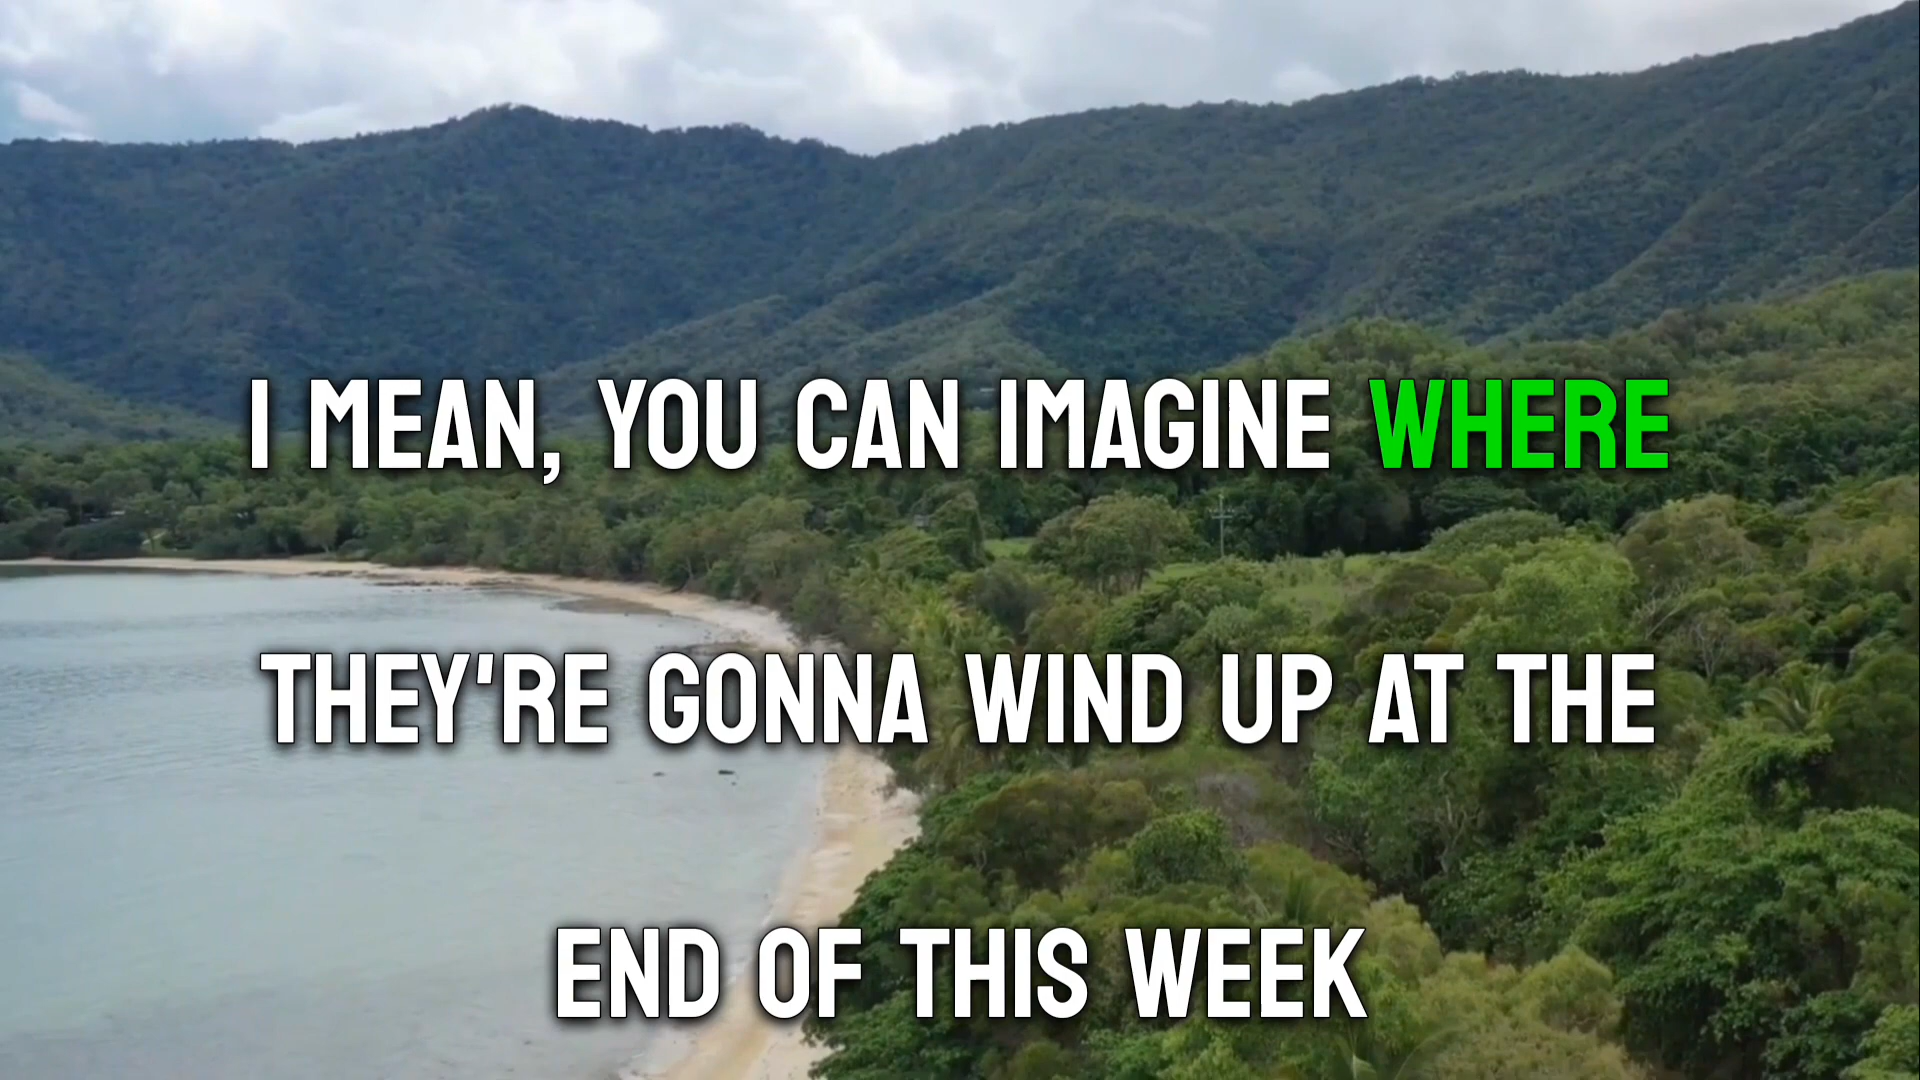 I MEAN, YOU CAN IMAGINE WHERE
THEY'RE GONNA WIND UP AT THE
END OF THIS WEEK